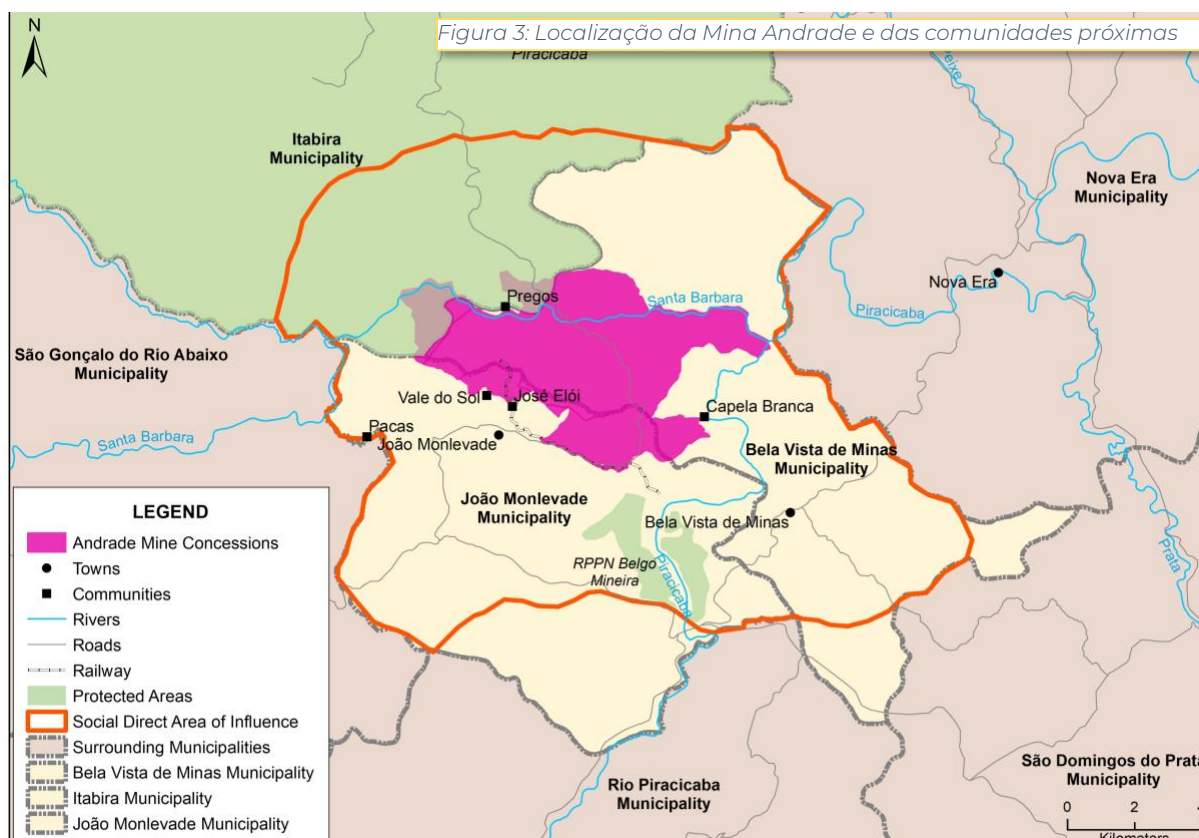 Figura 3: Localização da Mina Andrade e das comunidades próximas
N
Piracicaba
Itabira
Municipality
Nova Era
Municipality
Nova Era
Pregos
Santa Barbara
Piracicaba
São Gonçalo do Rio Abaixo
Municipality
Vale do Sol
José Elói
Capela Branca
Pacas
João Monlevade
Santa Barbara
Bela Vista de Minas
Municipality
João Monlevade
Municipality
Bela Vista de Minas
RPPN Belgo
Mineira
Piracicaba
Prata
LEGEND
Andrade Mine Concessions
Towns
Communities
Rivers
Roads
Railway
Protected Areas
Social Direct Area of Influence
Surrounding Municipalities
Bela Vista de Minas Municipality
Itabira Municipality
João Monlevade Municipality
Rio Piracicaba
Municipality
São Domingos do Prata
Municipality
0 2 4
Kilometers